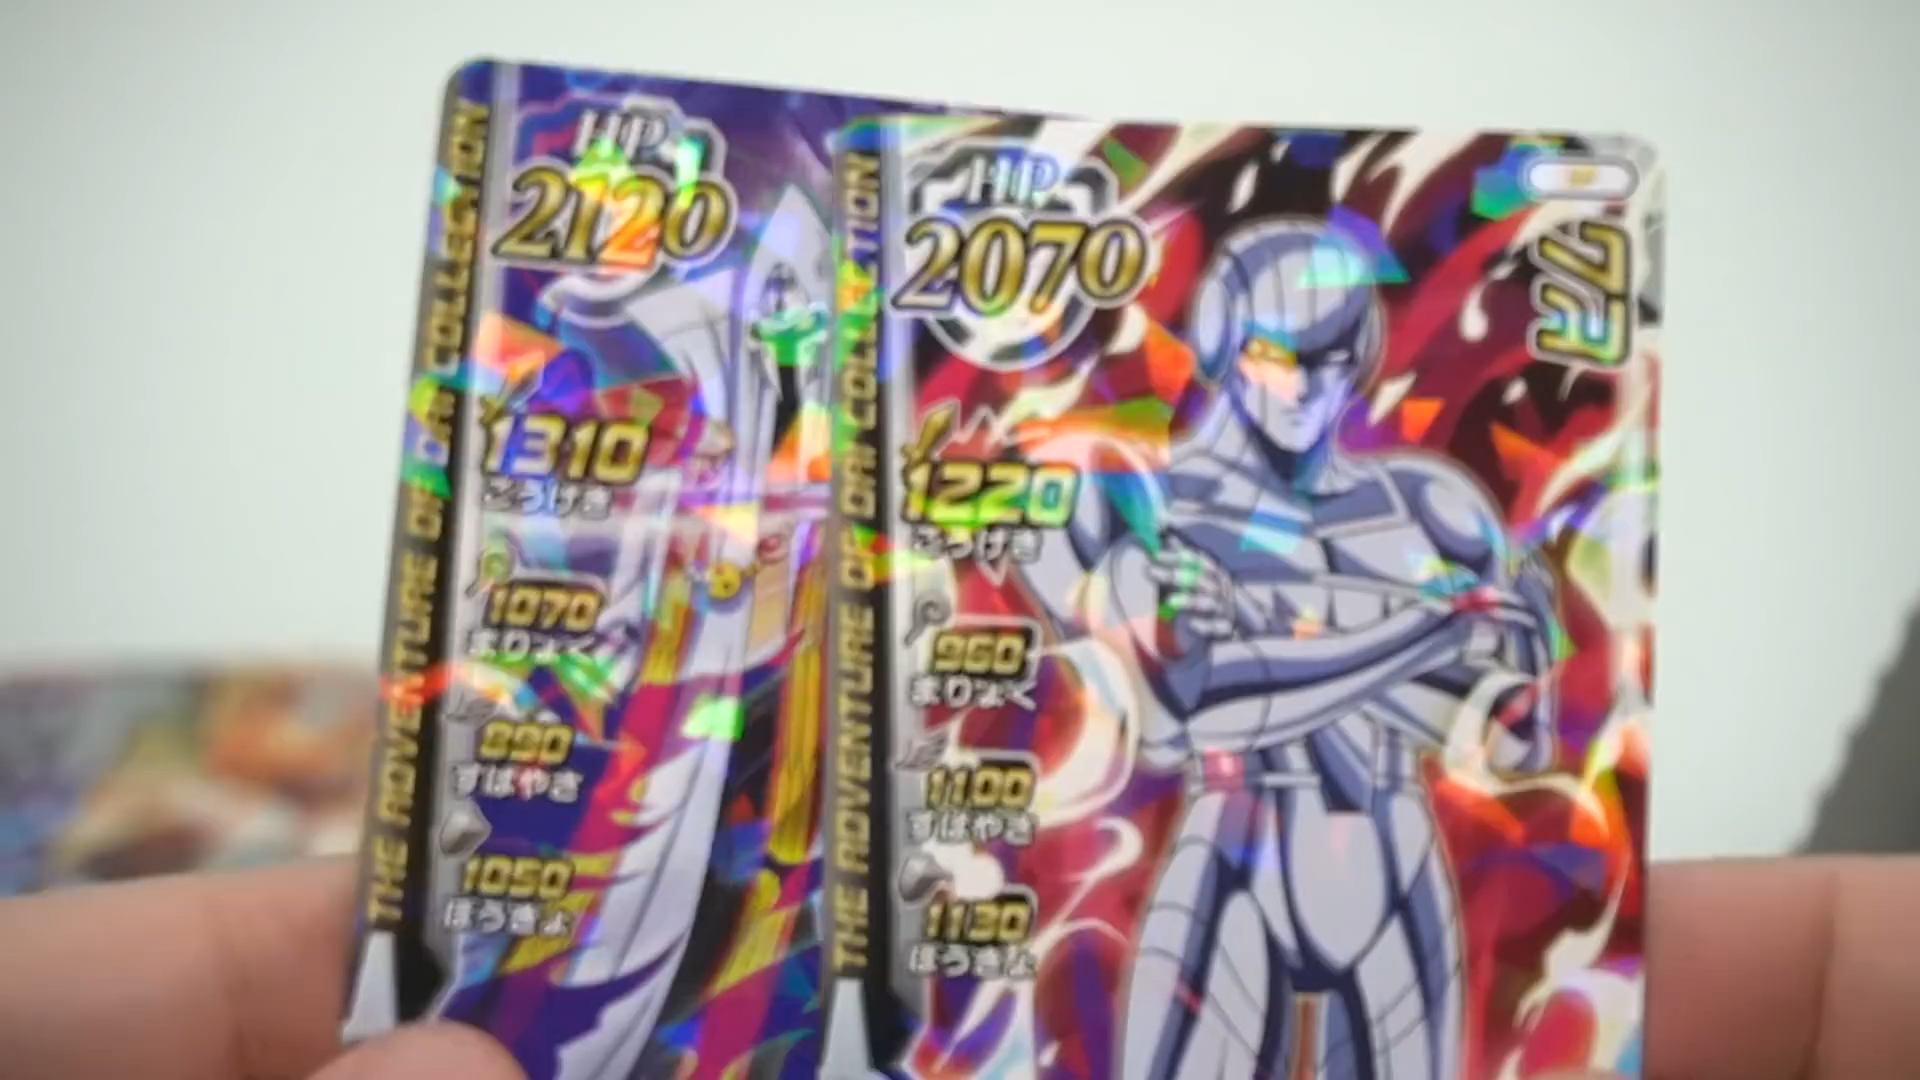 THE ADVENTURE OF DAI COLLECTION
HP
2120
1310
こうげき
1070
まりょく
890
すばやさ
1050
ぼうぎょ
THE ADVENTURE OF DAI COLLECTION
HP
2070
1220
こうげき
960
まりょく
1100
すばやさ
1130
ぼうぎょ